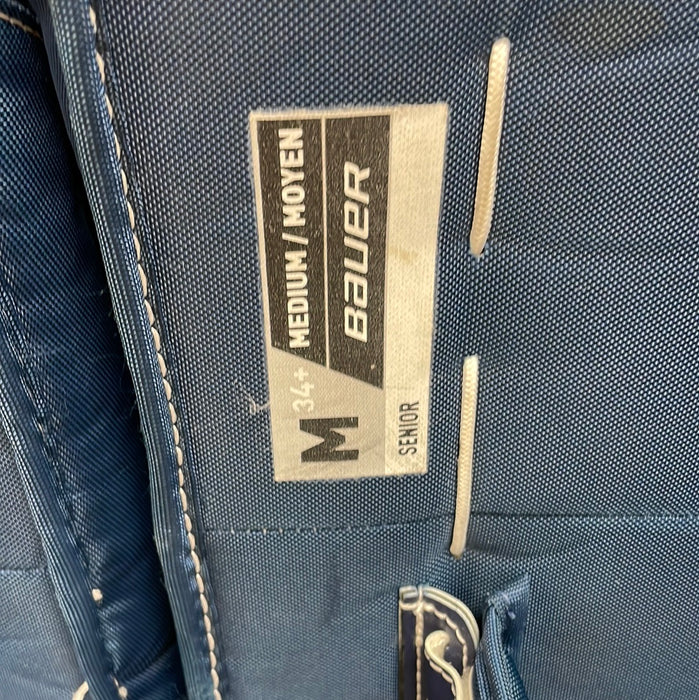 M 34+ MEDIUM / MOYEN
BAUER
SENIOR